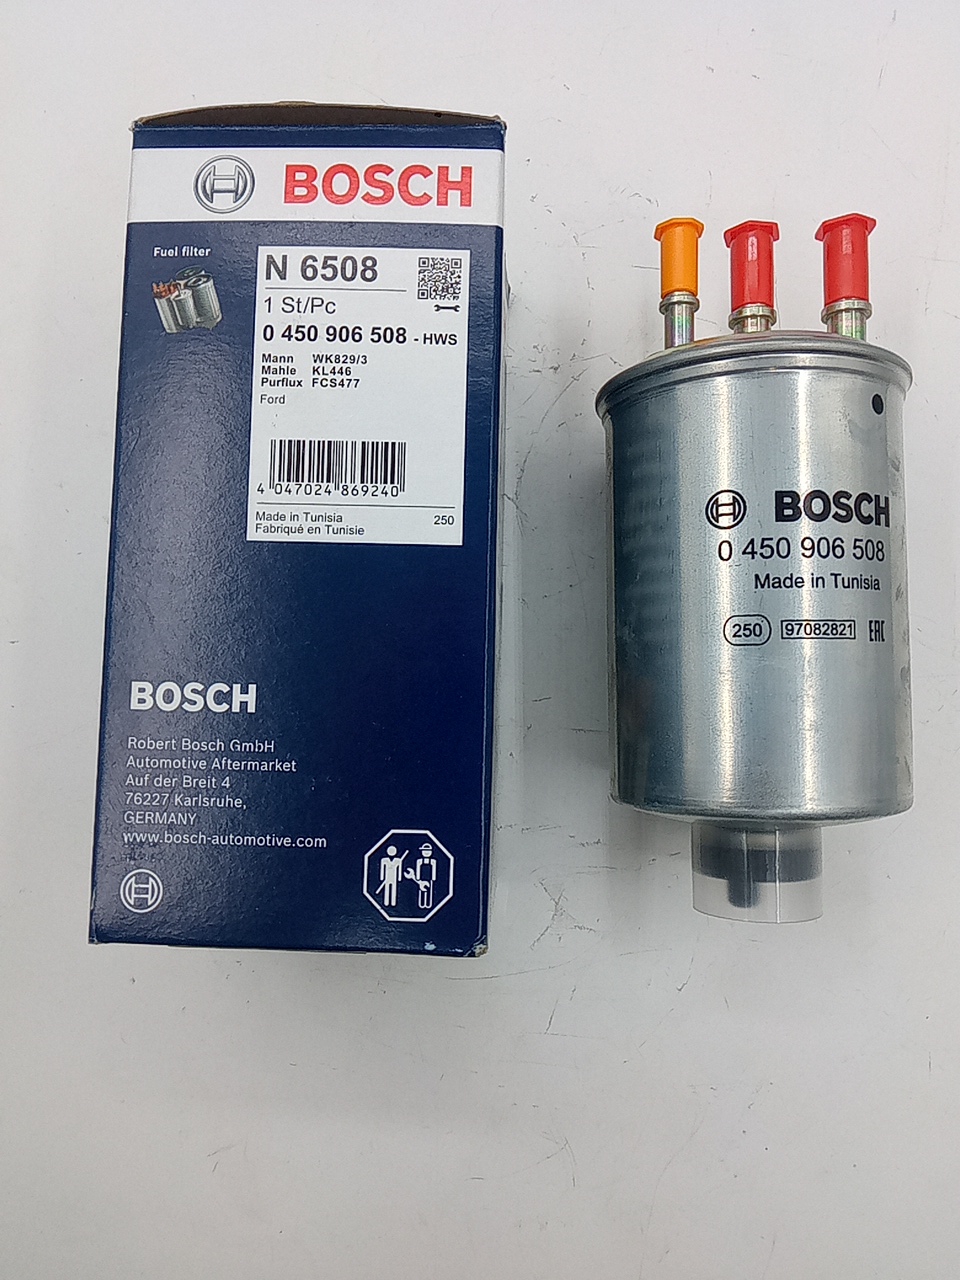 BOSCH
Fuel filter
N 6508
1 St/Pc
0 450 906 508 - HWS
Mann WK829/3
Mahle KL446
Purflux FCS477
Ford
4 047024 869240
Made in Tunisia
Fabriqué en Tunisie
250
BOSCH
Robert Bosch GmbH
Automotive Aftermarket
Auf der Breit 4
76227 Karlsruhe,
GERMANY
www.bosch-automotive.com
BOSCH
0 450 906 508
Made in Tunisia
250 97082821 EAC